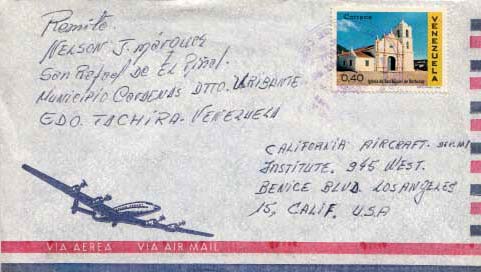 Remite.
Nelson J. Márquez
San Rafael De El Piñal.
Municipio Cardenas DTTO. Uribante
EDO. TACHIRA - VENEZUELA
Correos
VENEZUELA
0,40
CALIFORNIA AIRCRAFT.
INSTITUTE. 945 WEST.
BENICE BLVD. LOS ANGELES
15, CALIF. U.S.A
VIA AEREA VIA AIR MAIL